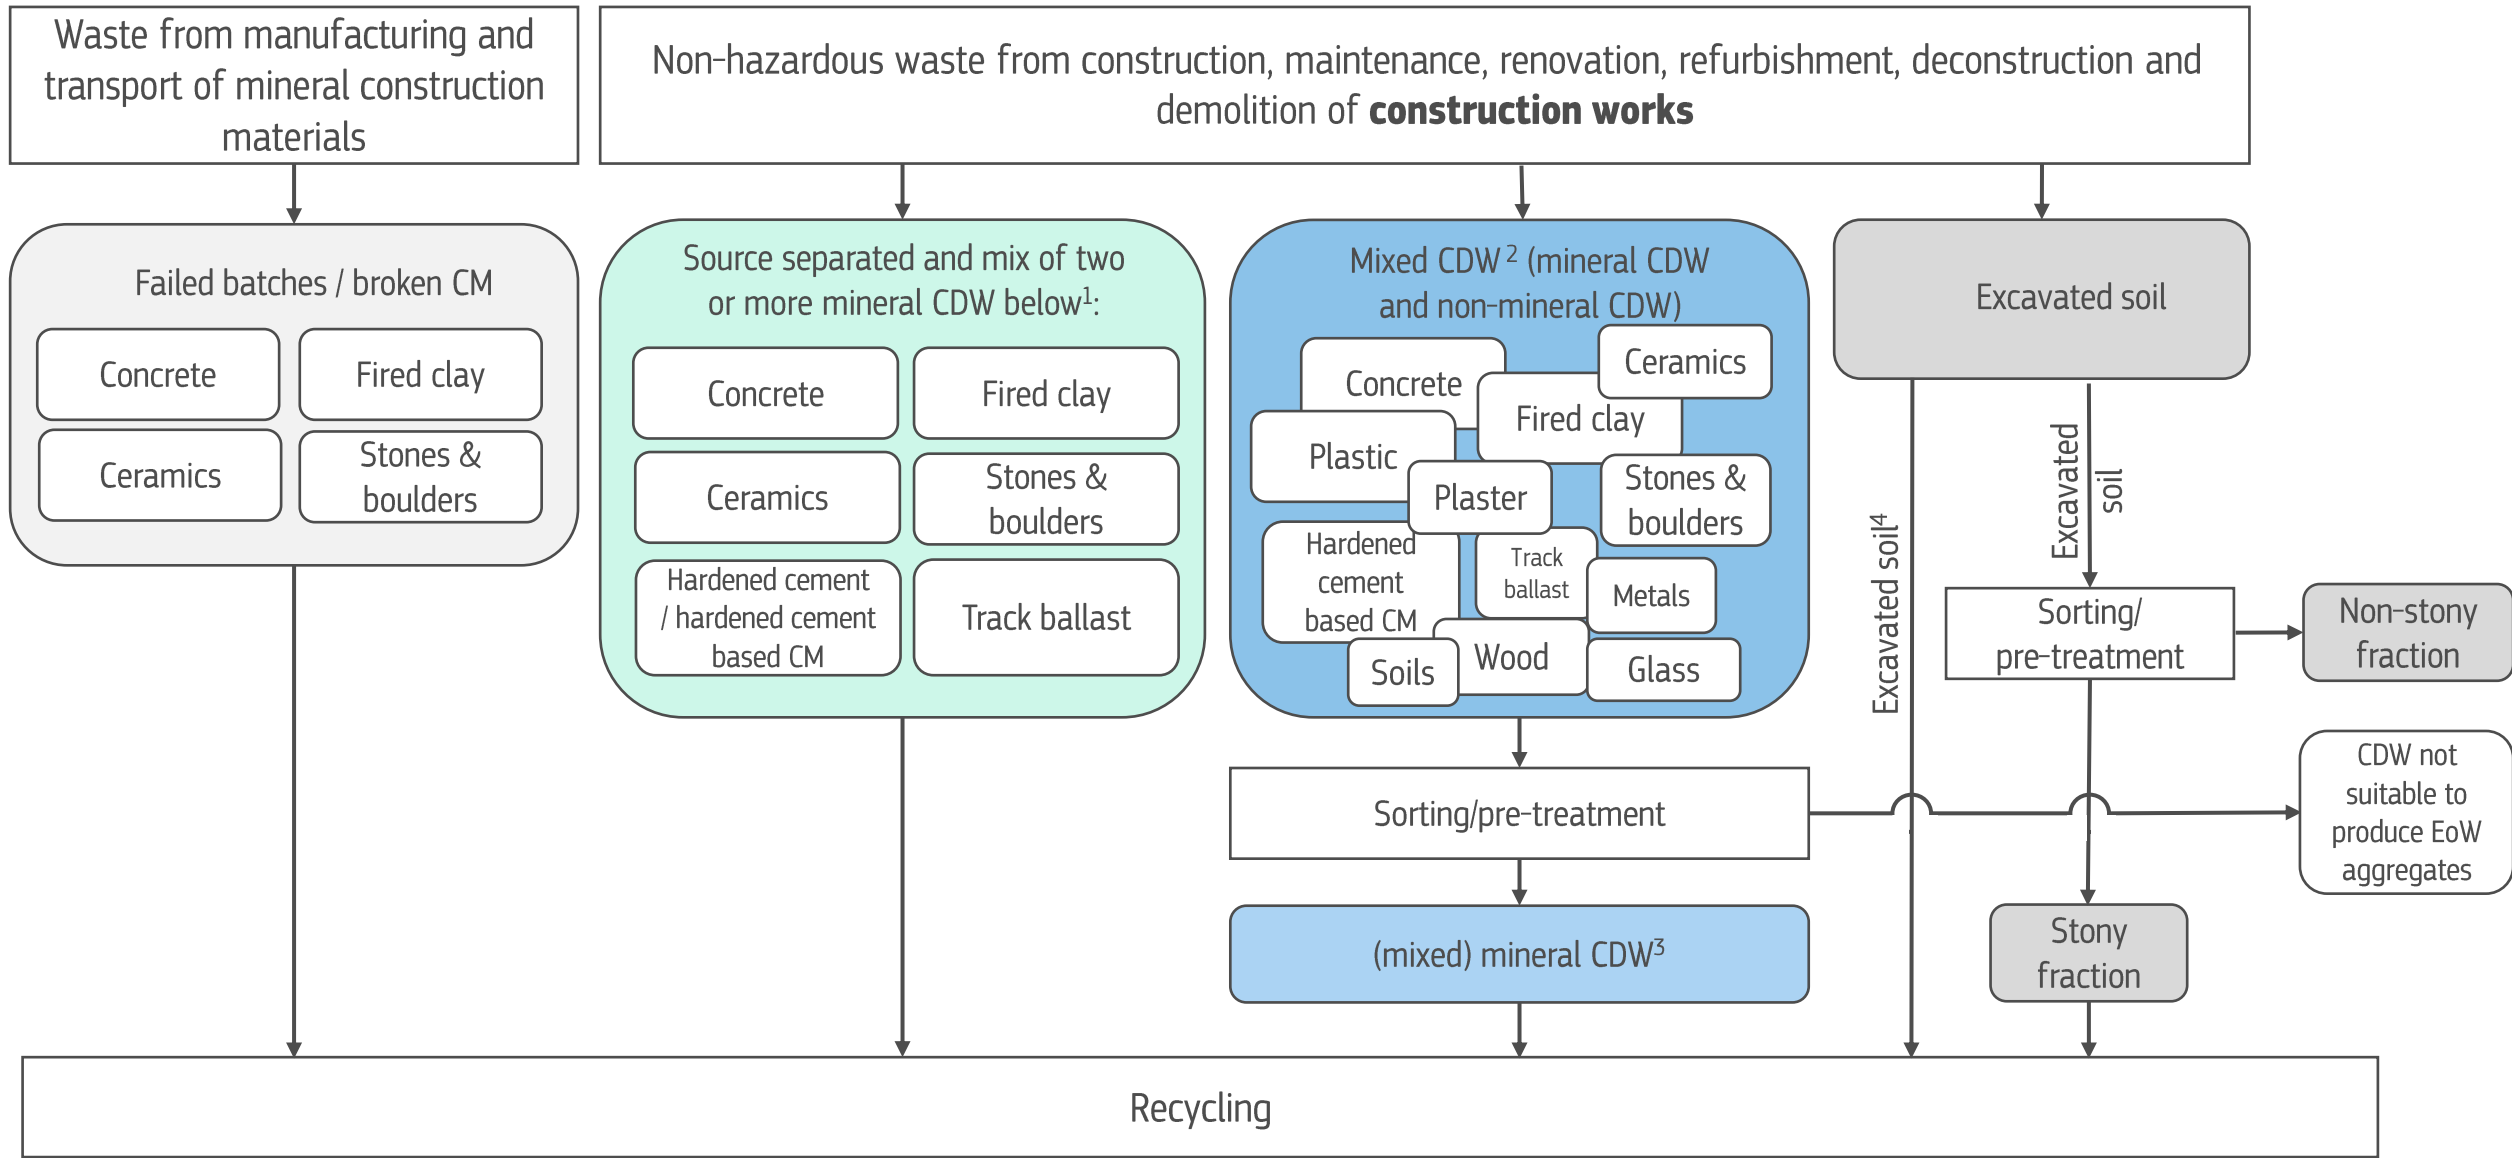 Waste from manufacturing and
transport of mineral construction
materials
Non-hazardous waste from construction, maintenance, renovation, refurbishment, deconstruction and
demolition of construction works
Failed batches / broken CM
Concrete
Fired clay
Ceramics
Stones &
boulders
Source separated and mix of two
or more mineral CDW below1:
Concrete
Fired clay
Ceramics
Stones &
boulders
Hardened cement
/ hardened cement
based CM
Track ballast
Mixed CDW 2 (mineral CDW
and non-mineral CDW)
Ceramics
Concrete
Fired clay
Plastic
Plaster
Stones &
boulders
Hardened
cement
based CM
Track
ballast
Metals
Soils
Wood
Glass
Excavated soil
Excavated soil4
Excavated
soil
Sorting/
pre-treatment
Non-stony
fraction
Sorting/pre-treatment
CDW not
suitable to
produce EoW
aggregates
(mixed) mineral CDW3
Stony
fraction
Recycling